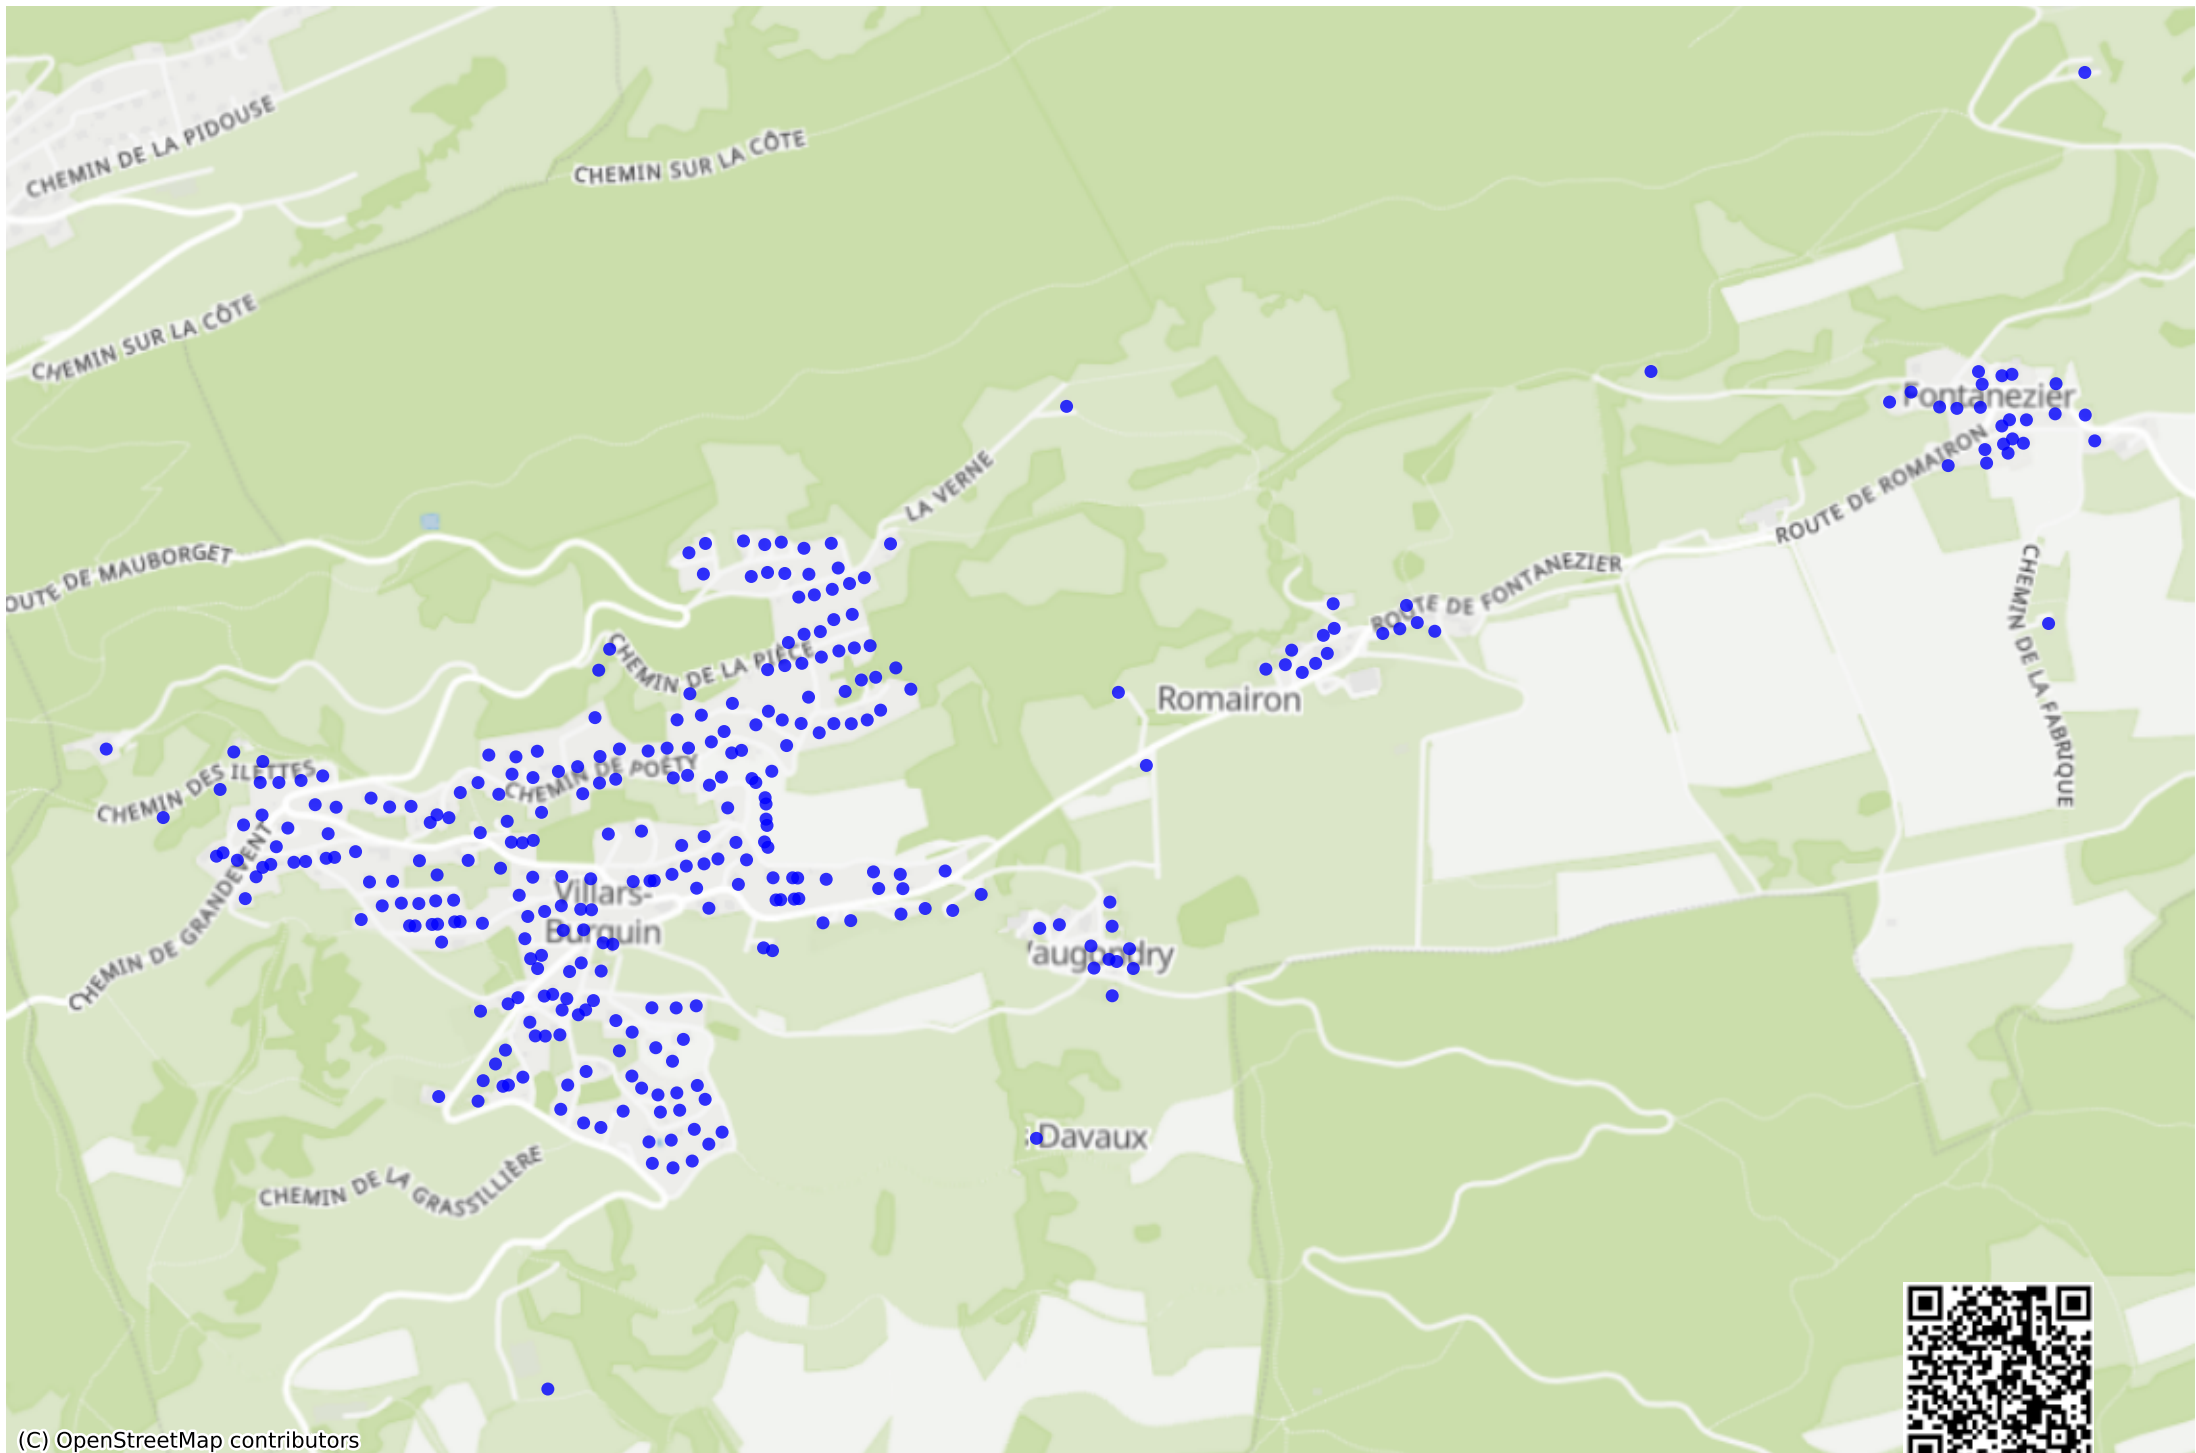 CHEMIN DE LA PIDOUSE
CHEMIN SUR LA CÔTE
CHEMIN SUR LA CÔTE
Fontanezier
ROUTE DE ROMAIRON
LA VERNE
OUTE DE MAUBORGET
ROUTE DE FONTANEZIER
CHEMIN DE LA FABRIQUE
CHEMIN DE LA PIÈCE
Romairon
CHEMIN DES ILETTES
CHEMIN DE POËTY
CHEMIN DE GRANDEVENT
Villars-
Burquin
augondry
Davaux
CHEMIN DE LA GRASSILLIÈRE
(C) OpenStreetMap contributors